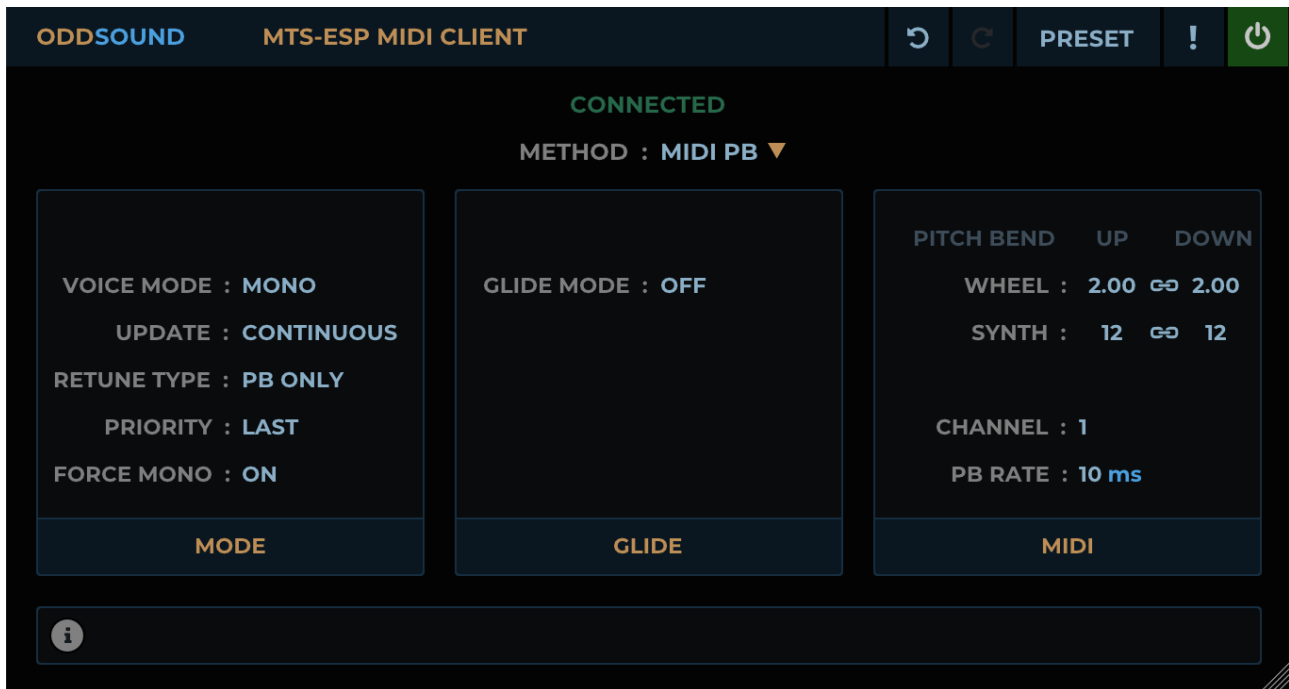 ODDSOUND MTS-ESP MIDI CLIENT PRESET !
CONNECTED
METHOD : MIDI PB
VOICE MODE : MONO
UPDATE : CONTINUOUS
RETUNE TYPE : PB ONLY
PRIORITY : LAST
FORCE MONO : ON
MODE
GLIDE MODE : OFF
GLIDE
PITCH BEND UP DOWN
WHEEL : 2.00 2.00
SYNTH : 12 12
CHANNEL : 1
PB RATE : 10 ms
MIDI